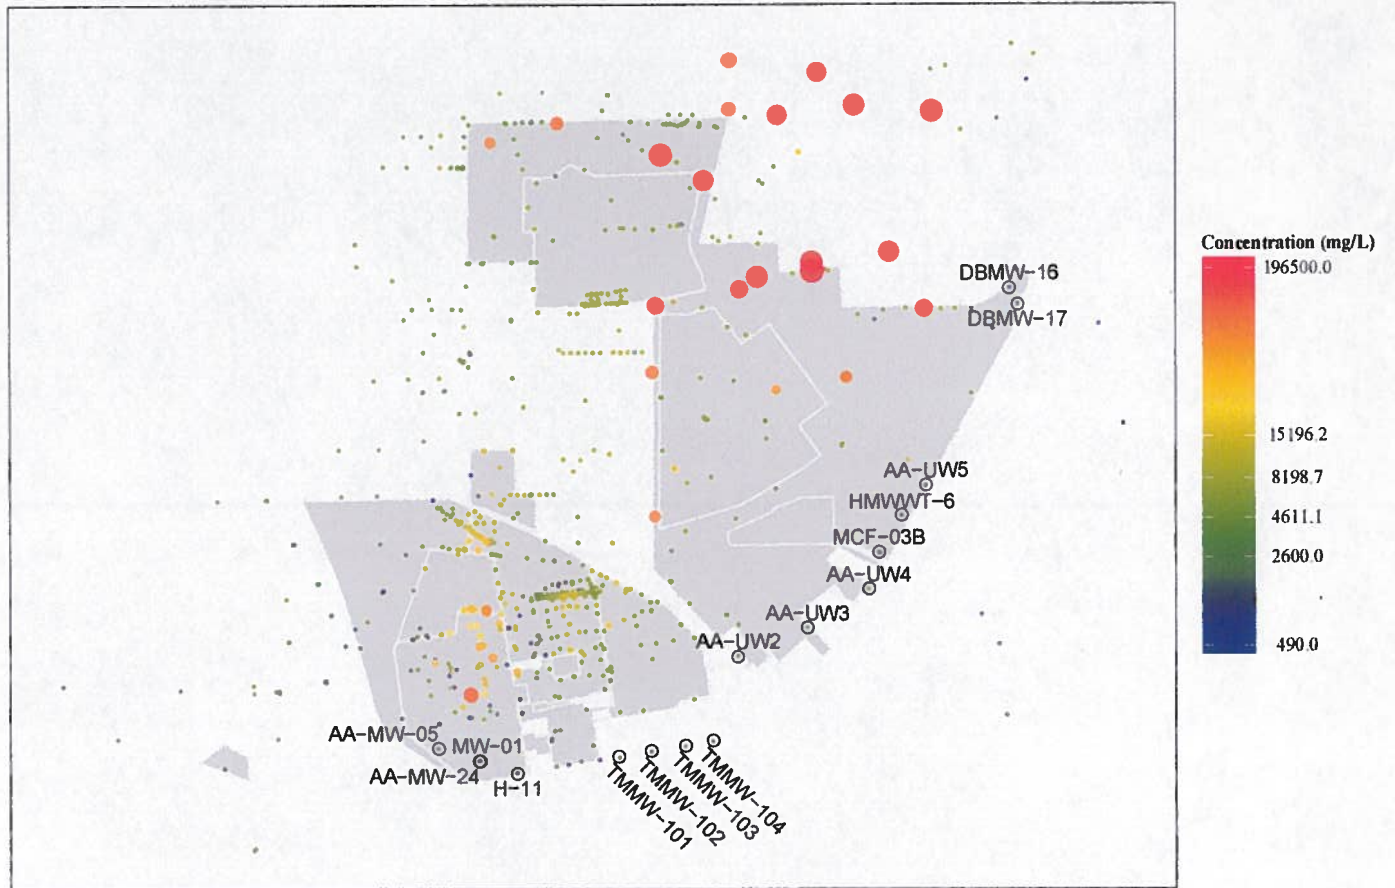 Concentration (mg/L)
196500.0
15196.2
8198.7
4611.1
2600.0
490.0
DBMW-16
DBMW-17
AA-UW5
HMWWT-6
MCF-03B
AA-UW4
AA-UW3
AA-UW2
AA-MW-05
MW-01
AA-MW-24
H-11
TMMW-101
TMMW-102
TMMW-103
TMMW-104